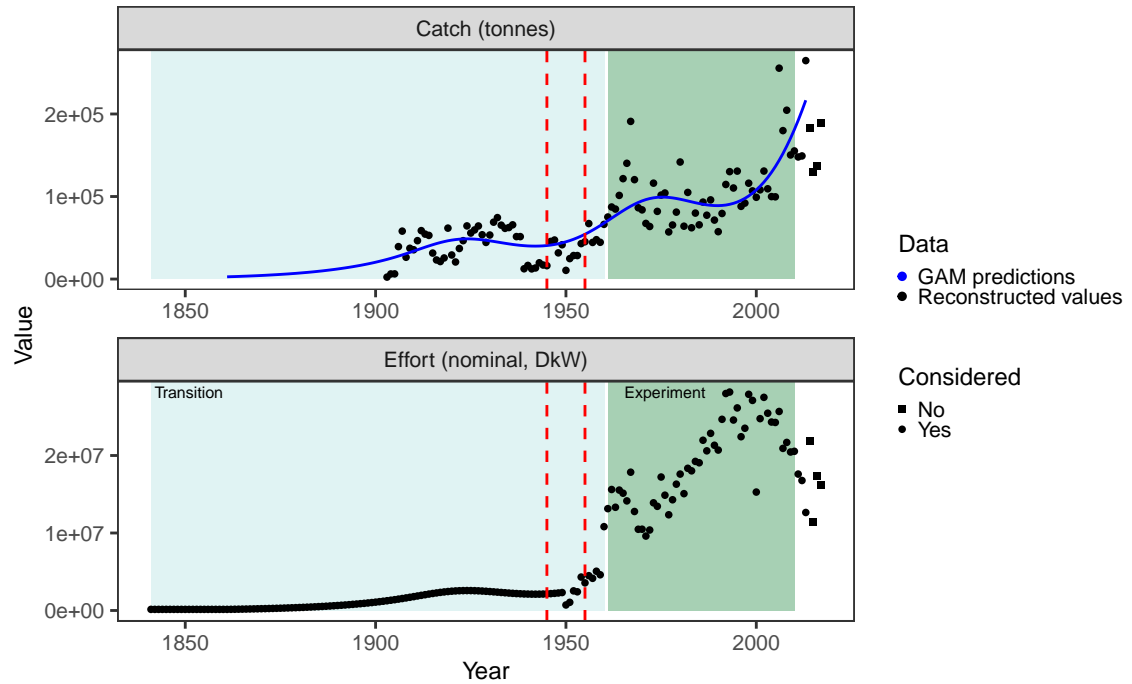 Catch (tonnes)
2e+05
1e+05
0e+00
1850
1900
1950
2000
Value
Effort (nominal, DkW)
Transition
Experiment
2e+07
1e+07
0e+00
1850
1900
1950
2000
Year
Data
GAM predictions
Reconstructed values
Considered
No
Yes